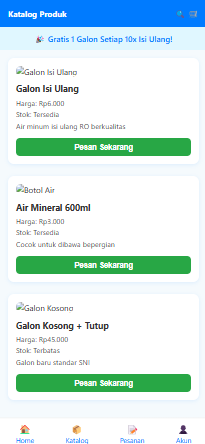 Katalog Produk
Gratis 1 Galon Setiap 10x Isi Ulang!
Galon Isi Ulang
Galon Isi Ulang
Harga: Rp6.000
Stok: Tersedia
Air minum isi ulang RO berkualitas
Pesan Sekarang
Botol Air
Air Mineral 600ml
Harga: Rp3.000
Stok: Tersedia
Cocok untuk dibawa bepergian
Pesan Sekarang
Galon Kosong
Galon Kosong + Tutup
Harga: Rp45.000
Stok: Terbatas
Galon baru standar SNI
Pesan Sekarang
Home Katalog Pesanan Akun